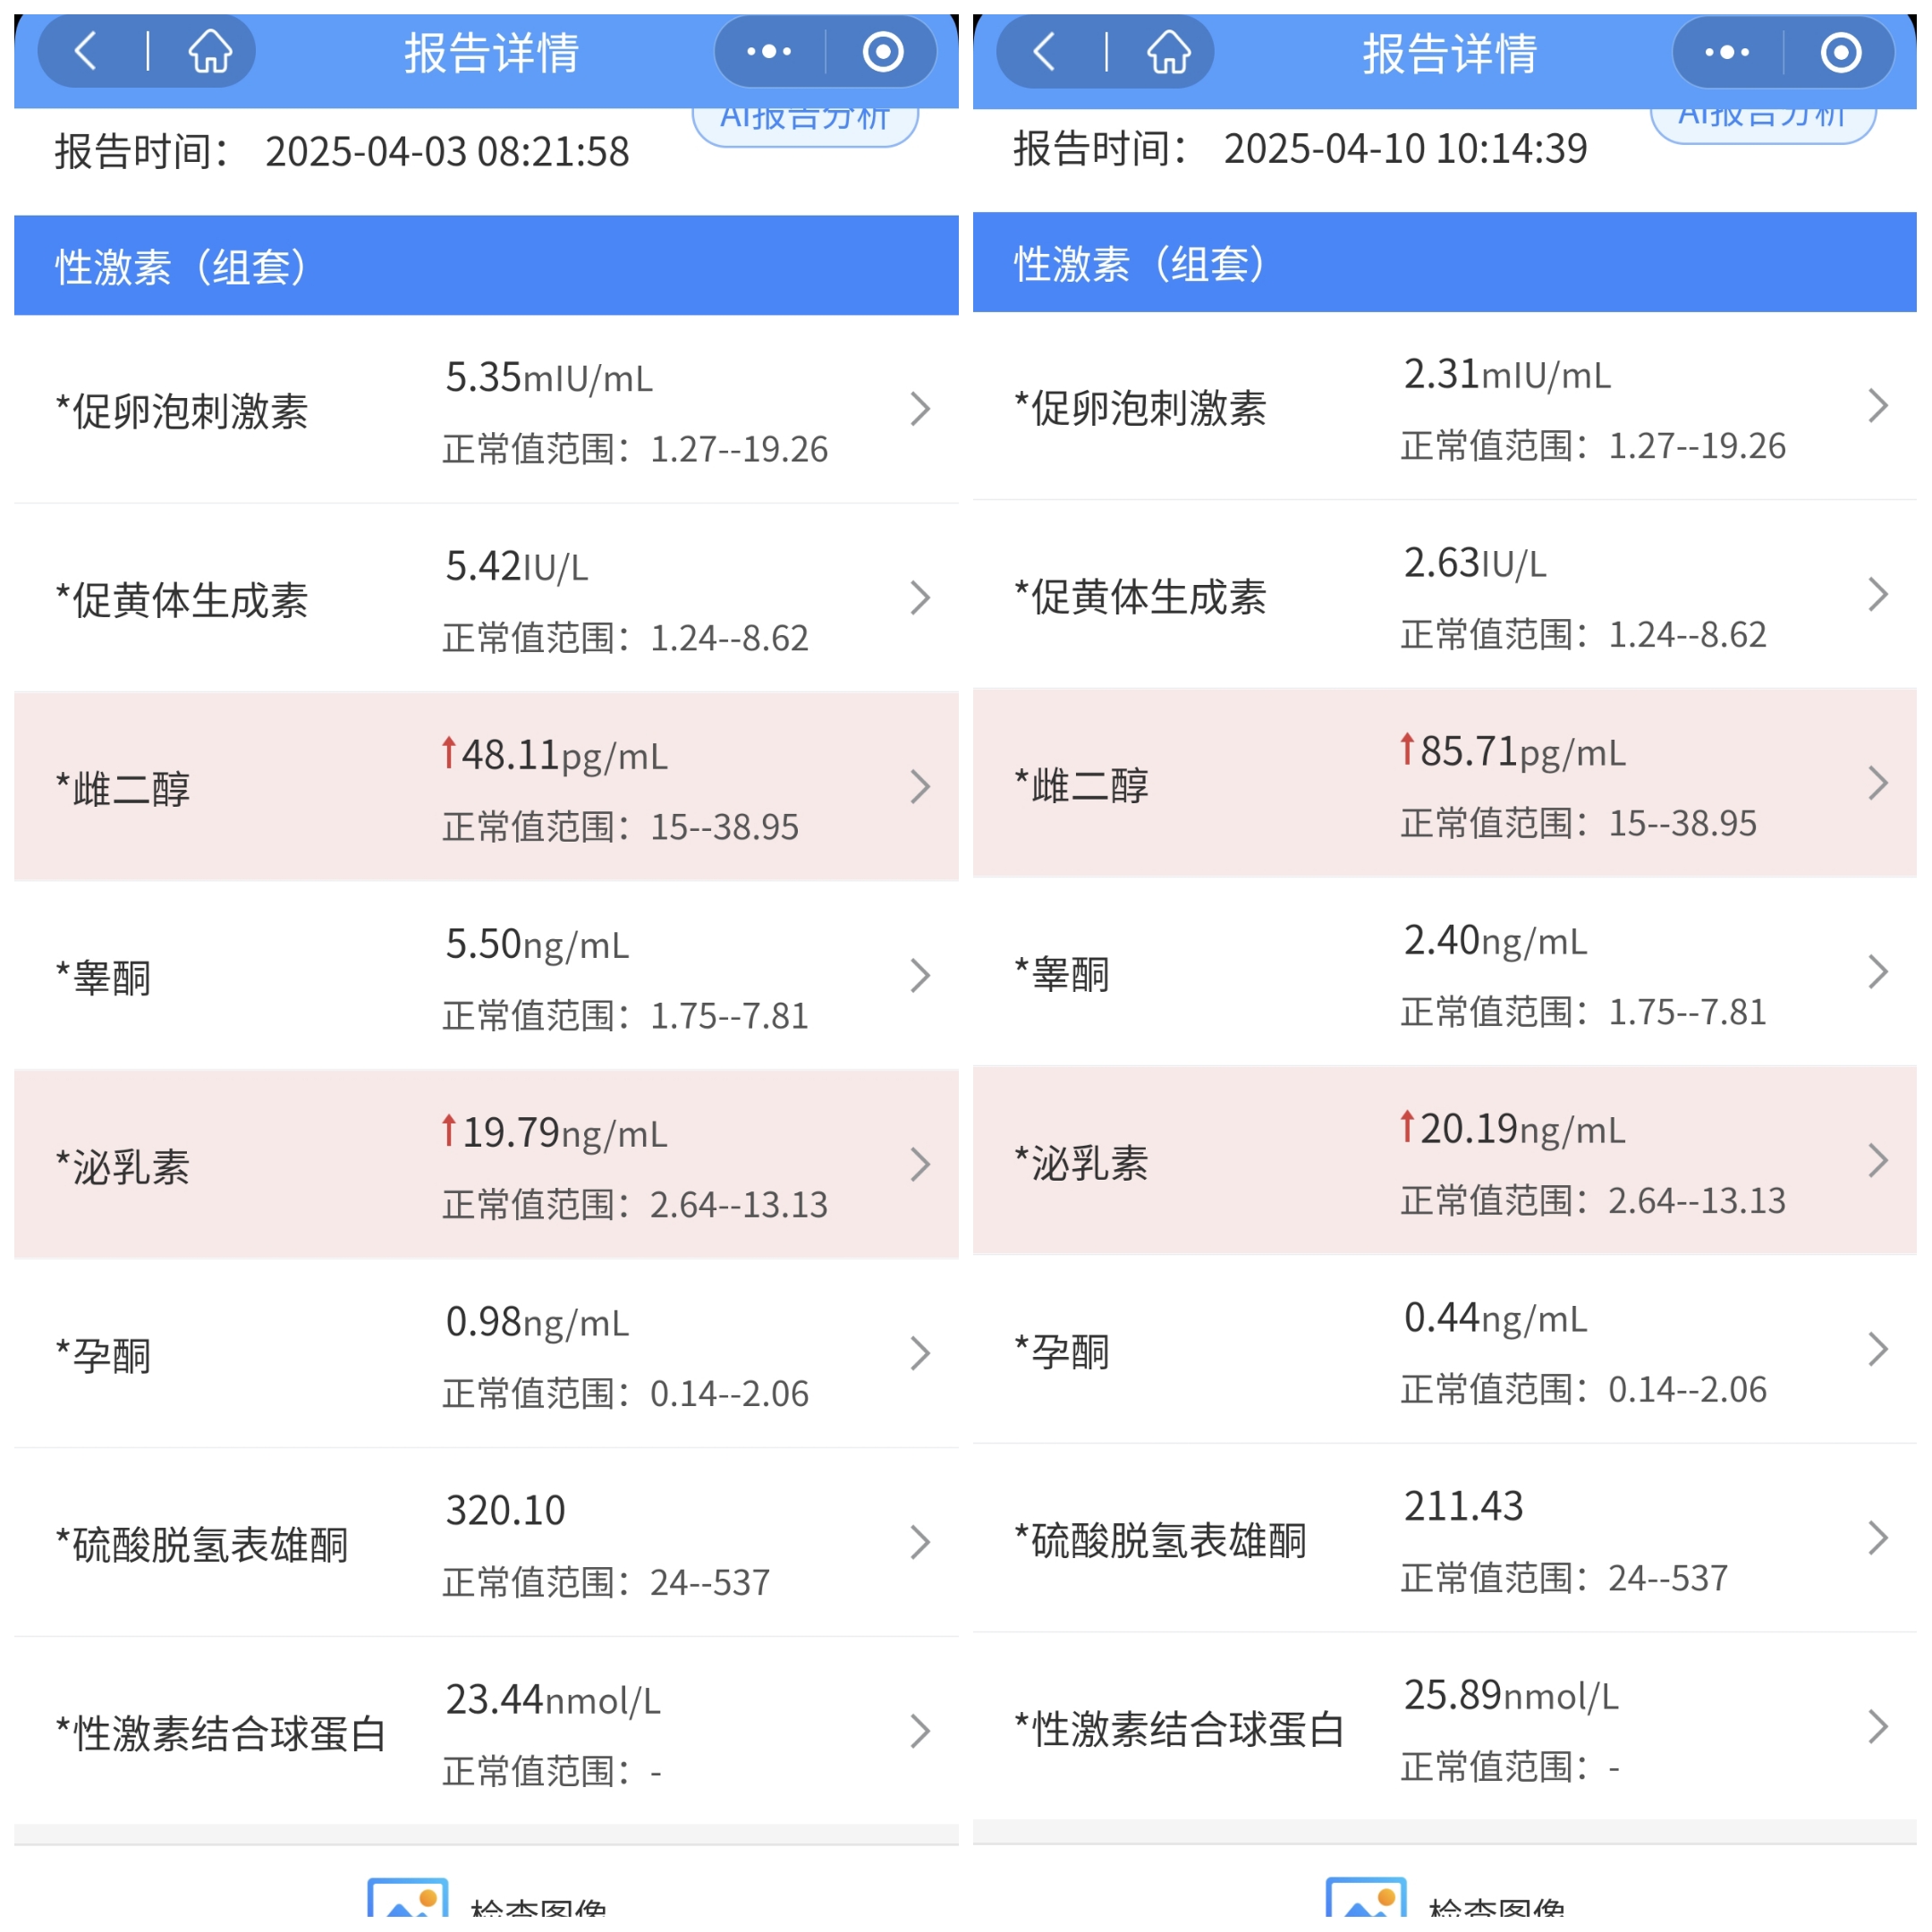 报告详情
AI报告分析
报告时间： 2025-04-03 08:21:58
性激素（组套）
*促卵泡刺激素
5.35mIU/mL
正常值范围：1.27--19.26
*促黄体生成素
5.42IU/L
正常值范围：1.24--8.62
*雌二醇
↑48.11pg/mL
正常值范围：15--38.95
*睾酮
5.50ng/mL
正常值范围：1.75--7.81
*泌乳素
↑19.79ng/mL
正常值范围：2.64--13.13
*孕酮
0.98ng/mL
正常值范围：0.14--2.06
*硫酸脱氢表雄酮
320.10
正常值范围：24--537
*性激素结合球蛋白
23.44nmol/L
正常值范围：-
检查图像
报告详情
AI报告分析
报告时间： 2025-04-10 10:14:39
性激素（组套）
*促卵泡刺激素
2.31mIU/mL
正常值范围：1.27--19.26
*促黄体生成素
2.63IU/L
正常值范围：1.24--8.62
*雌二醇
↑85.71pg/mL
正常值范围：15--38.95
*睾酮
2.40ng/mL
正常值范围：1.75--7.81
*泌乳素
↑20.19ng/mL
正常值范围：2.64--13.13
*孕酮
0.44ng/mL
正常值范围：0.14--2.06
*硫酸脱氢表雄酮
211.43
正常值范围：24--537
*性激素结合球蛋白
25.89nmol/L
正常值范围：-
检查图像